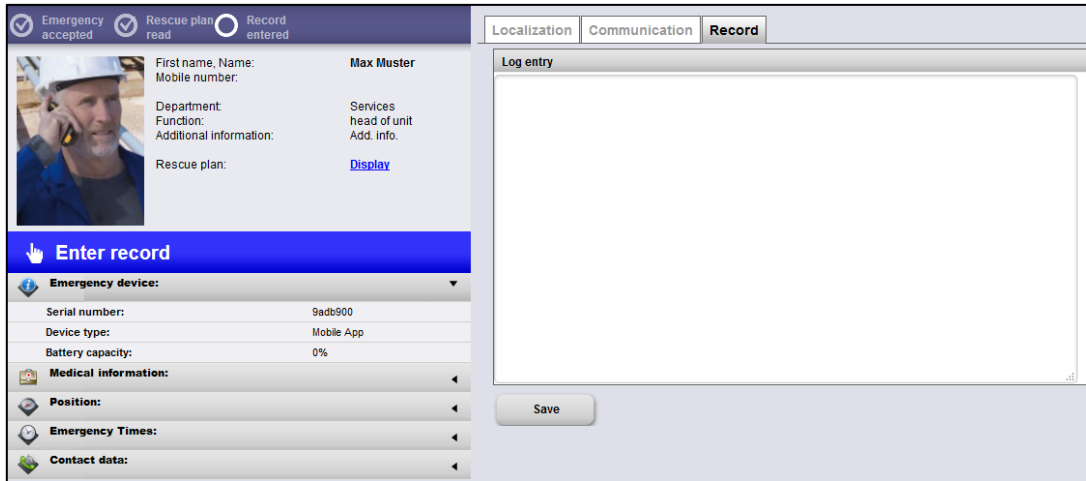 Emergency accepted
Rescue plan read
Record entered
First name, Name: Max Muster
Mobile number:
Department: Services
Function: head of unit
Additional information: Add. info.
Rescue plan: Display
Enter record
Emergency device:
Serial number: 9adb900
Device type: Mobile App
Battery capacity: 0%
Medical information:
Position:
Emergency Times:
Contact data:
Localization Communication Record
Log entry
Save